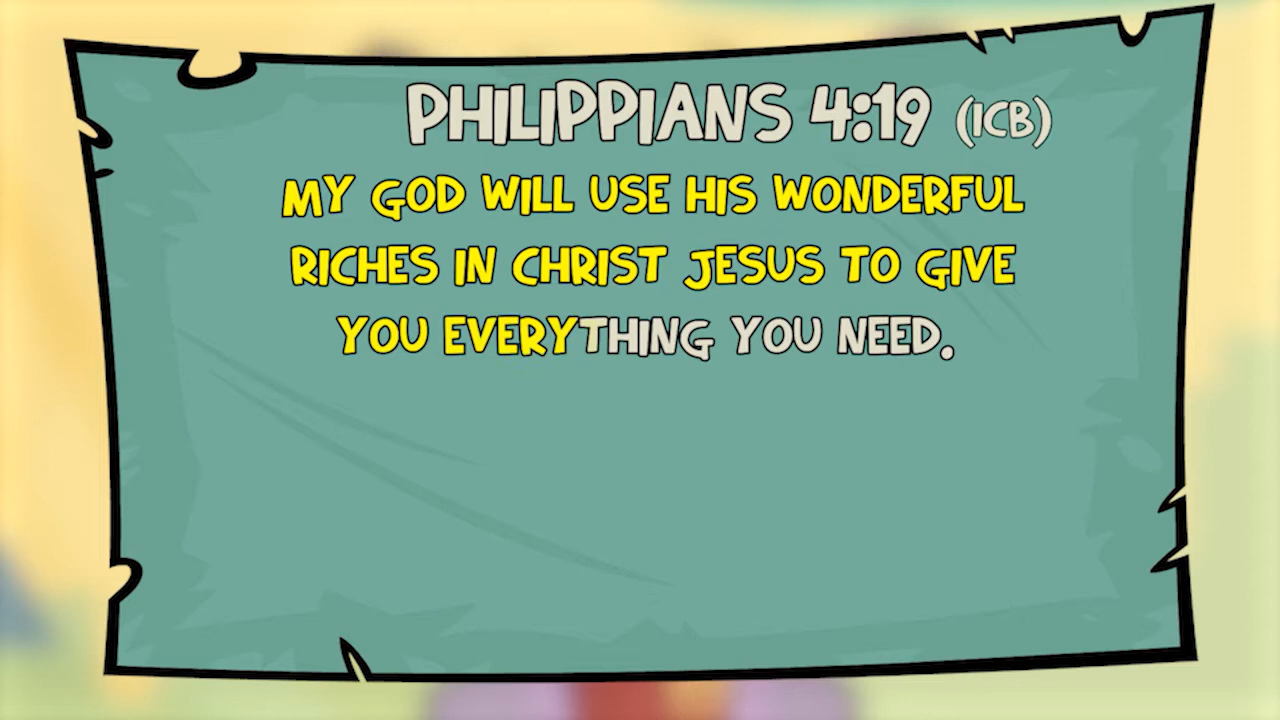 PHILIPPIANS 4:19 (ICB)
MY GOD WILL USE HIS WONDERFUL
RICHES IN CHRIST JESUS TO GIVE
YOU EVERYTHING YOU NEED.